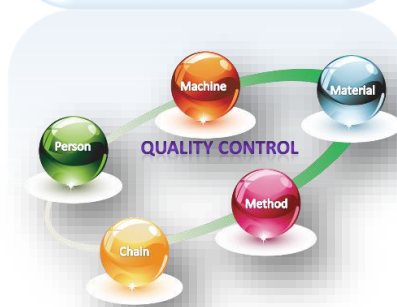 Machine
Material
Person
QUALITY CONTROL
Method
Chain